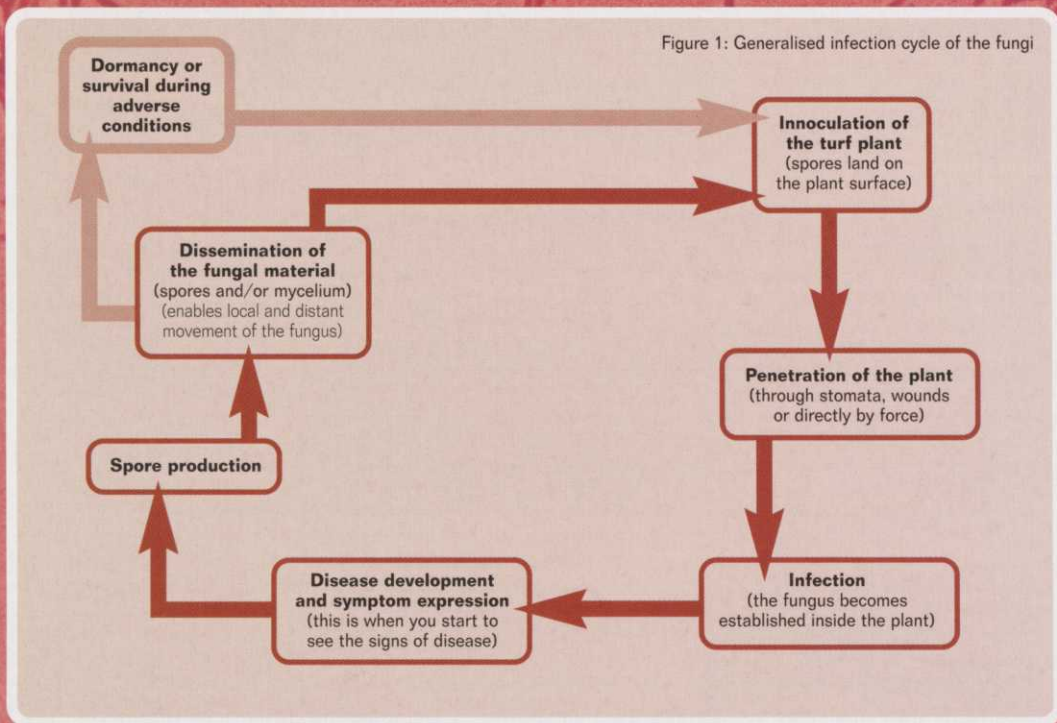 Figure 1: Generalised infection cycle of the fungi
Dormancy or
survival during
adverse
conditions
Innoculation of
the turf plant
(spores land on
the plant surface)
Dissemination of
the fungal material
(spores and/or mycelium)
(enables local and distant
movement of the fungus)
Penetration of the plant
(through stomata, wounds
or directly by force)
Spore production
Disease development
and symptom expression
(this is when you start to
see the signs of disease)
Infection
(the fungus becomes
established inside the plant)